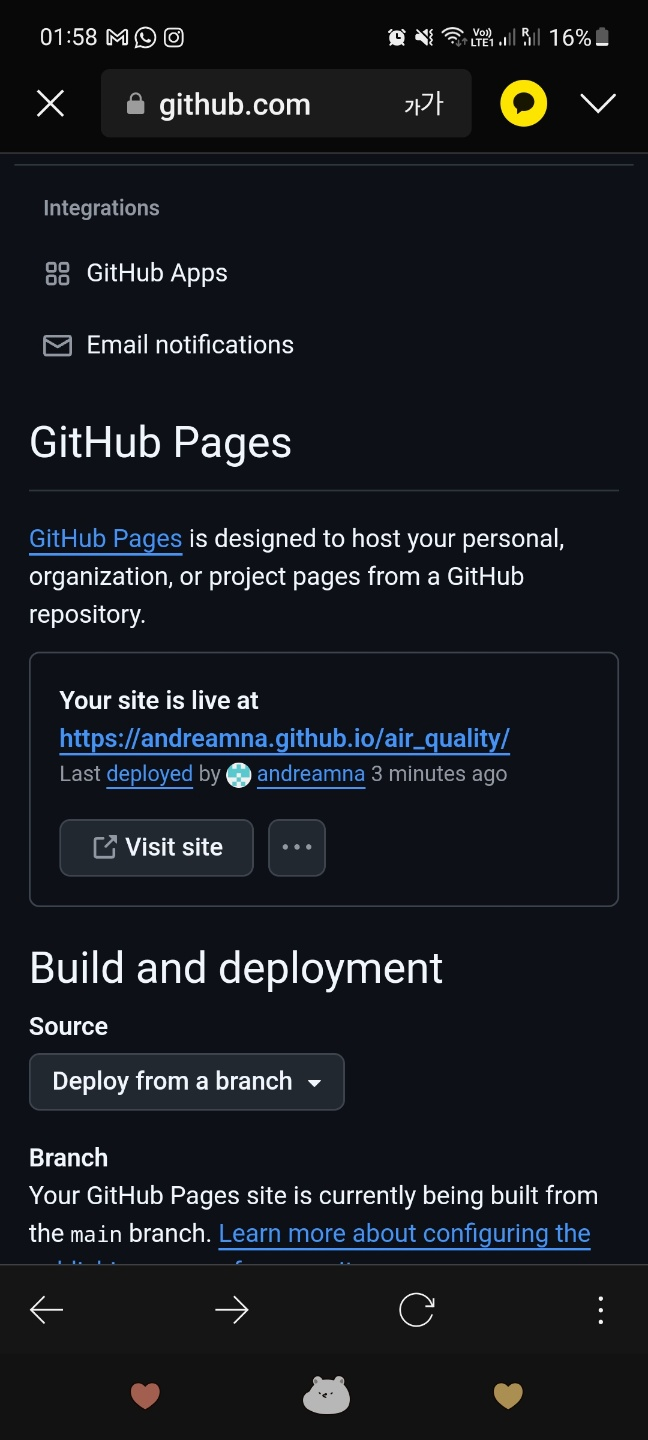 01:58
Vo))
LTE1
R
16%
github.com
가가
Integrations
GitHub Apps
Email notifications
GitHub Pages
GitHub Pages is designed to host your personal,
organization, or project pages from a GitHub
repository.
Your site is live at
https://andreamna.github.io/air_quality/
Last deployed by andreamna 3 minutes ago
Visit site
Build and deployment
Source
Deploy from a branch
Branch
Your GitHub Pages site is currently being built from
the main branch. Learn more about configuring the